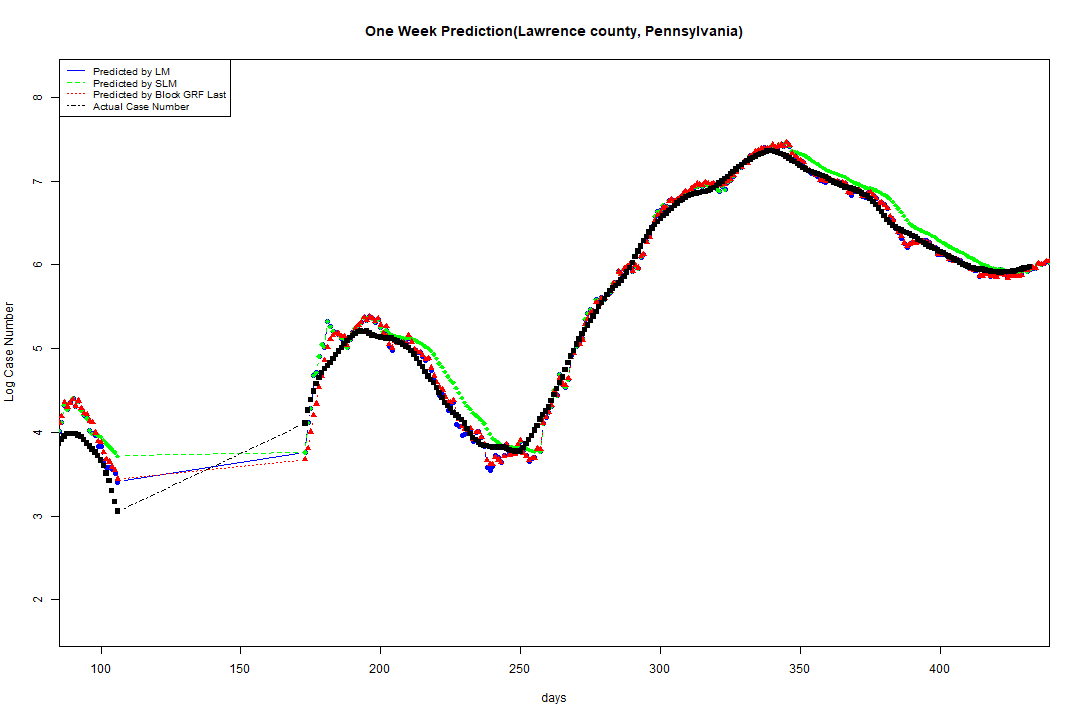 One Week Prediction(Lawrence county, Pennsylvania)
Predicted by LM
Predicted by SLM
Predicted by Block GRF Last
Actual Case Number
8
7
6
5
4
3
2
Log Case Number
100 150 200 250 300 350 400
days